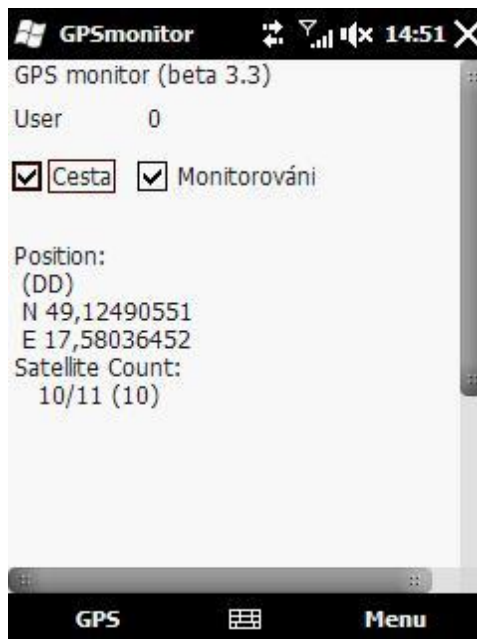 GPSmonitor 14:51
GPS monitor (beta 3.3)
User 0
Cesta Monitorováni
Position:
(DD)
N 49,12490551
E 17,58036452
Satellite Count:
10/11 (10)
GPS Menu